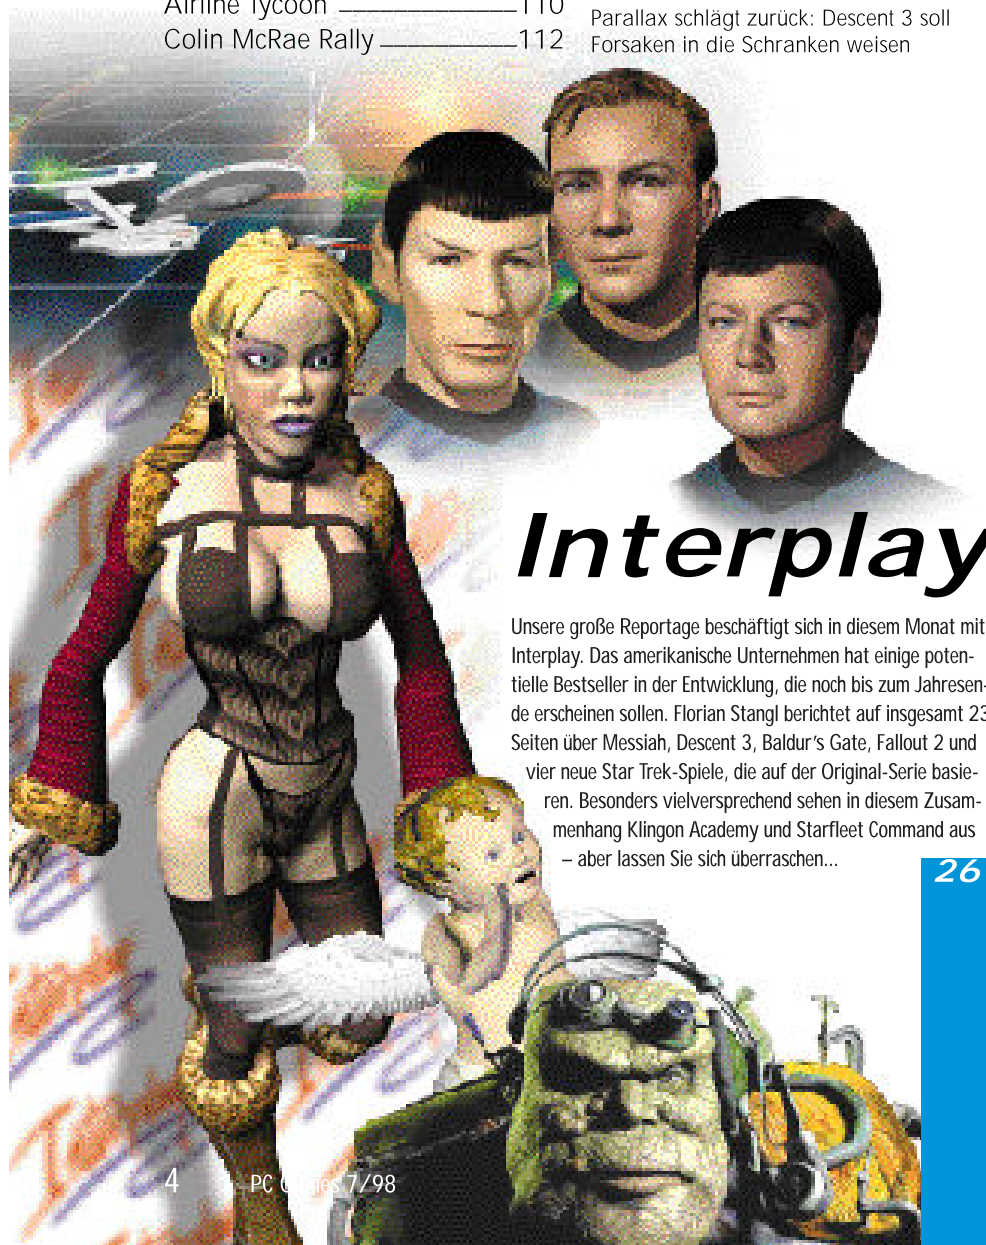 Airline Tycoon ______________110
Colin McRae Rally ___________112
Parallax schlägt zurück: Descent 3 soll
Forsaken in die Schranken weisen
Interplay
Unsere große Reportage beschäftigt sich in diesem Monat mit
Interplay. Das amerikanische Unternehmen hat einige poten-
tielle Bestseller in der Entwicklung, die noch bis zum Jahresen-
de erscheinen sollen. Florian Stangl berichtet auf insgesamt 23
Seiten über Messiah, Descent 3, Baldur's Gate, Fallout 2 und
vier neue Star Trek-Spiele, die auf der Original-Serie basie-
ren. Besonders vielversprechend sehen in diesem Zusam-
menhang Klingon Academy und Starfleet Command aus
– aber lassen Sie sich überraschen...
26
4 PC Games 7/98